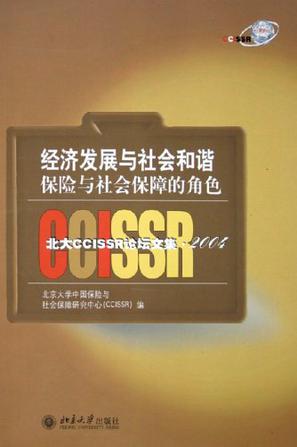 CCISSR
经济发展与社会和谐
保险与社会保障的角色
CCISSR
北大CCISSR论坛文集·2004
北京大学中国保险与
社会保障研究中心(CCISSR) 编
北京大学出版社